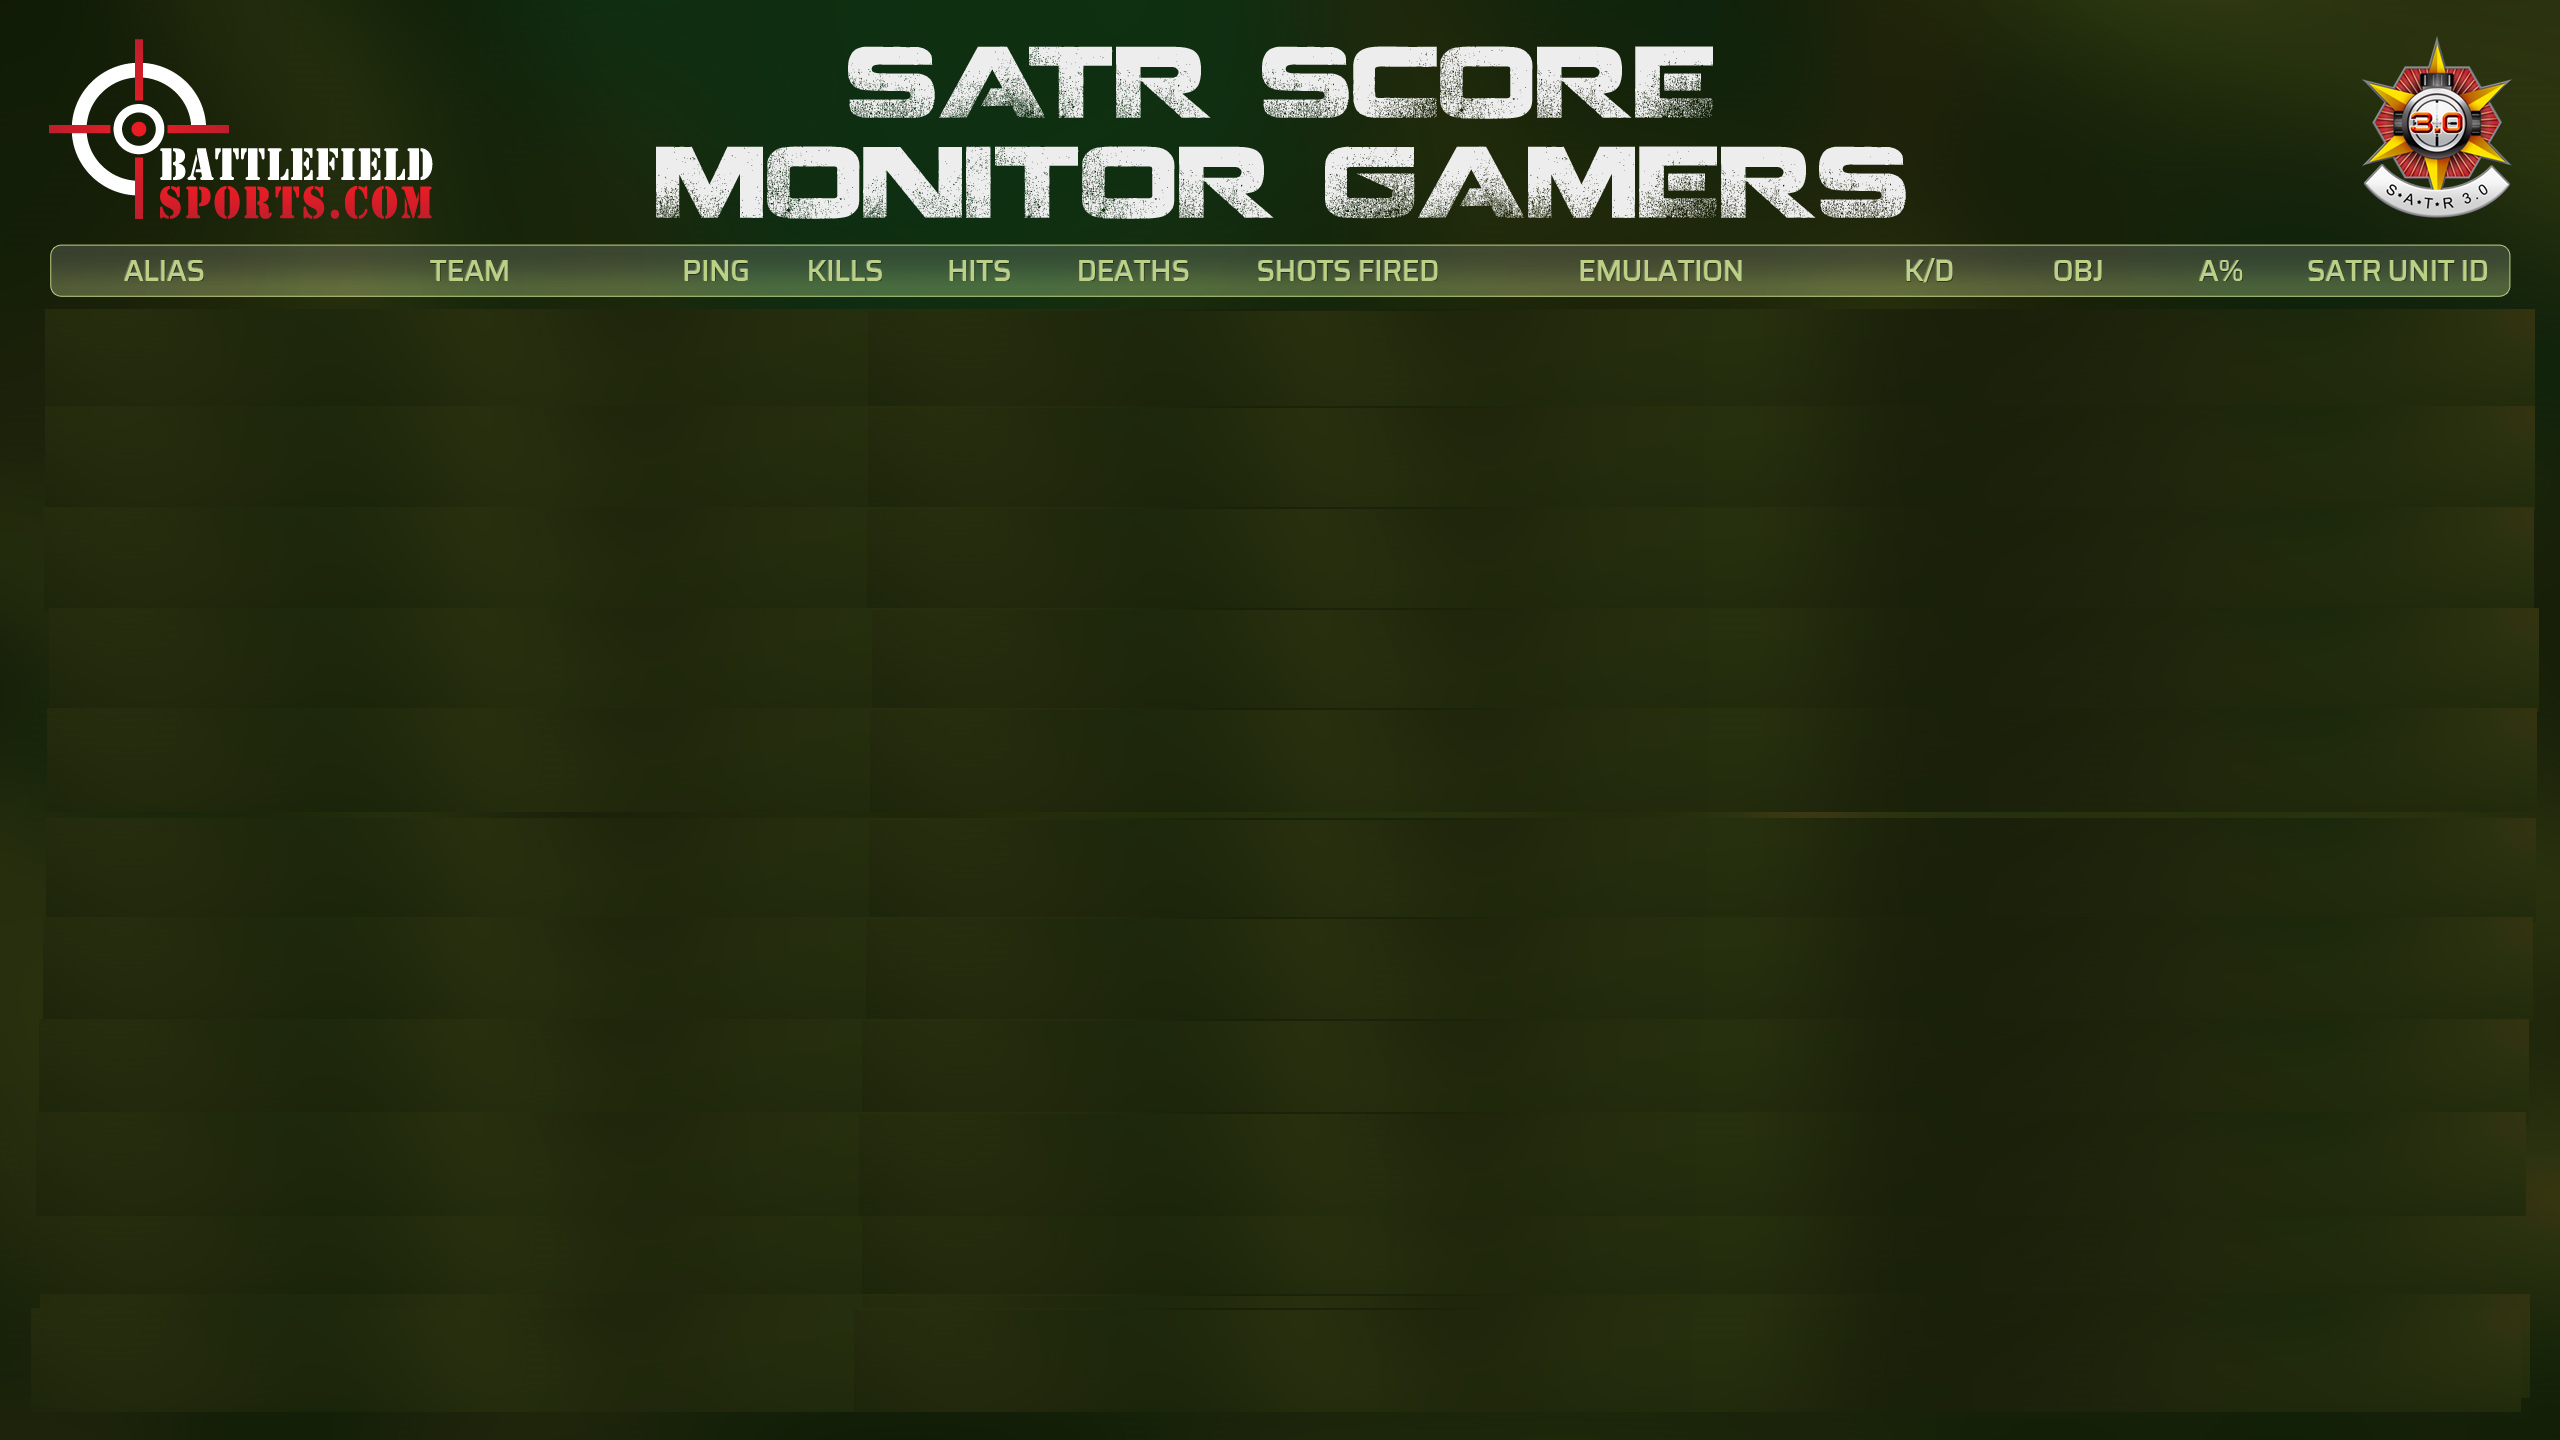 BATTLEFIELD
SPORTS.COM
SATR SCORE
MONITOR GAMERS
3.0
S•A•T•R 3.0
ALIAS TEAM PING KILLS HITS DEATHS SHOTS FIRED EMULATION K/D OBJ A% SATR UNIT ID